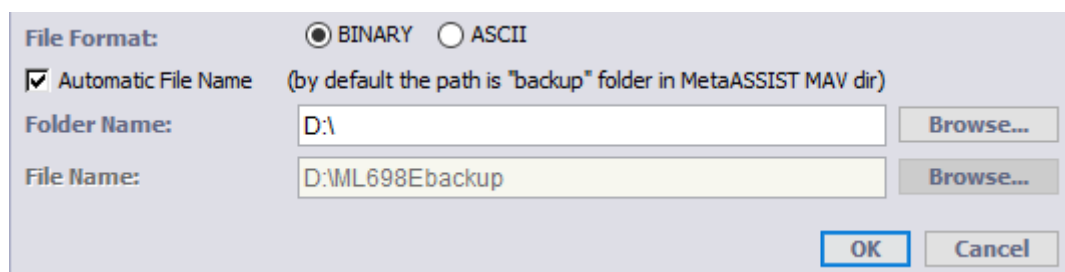 File Format: BINARY ASCII
Automatic File Name (by default the path is "backup" folder in MetaASSIST MAV dir)
Folder Name: D:\ Browse...
File Name: D:\ML698Ebackup Browse...
OK Cancel